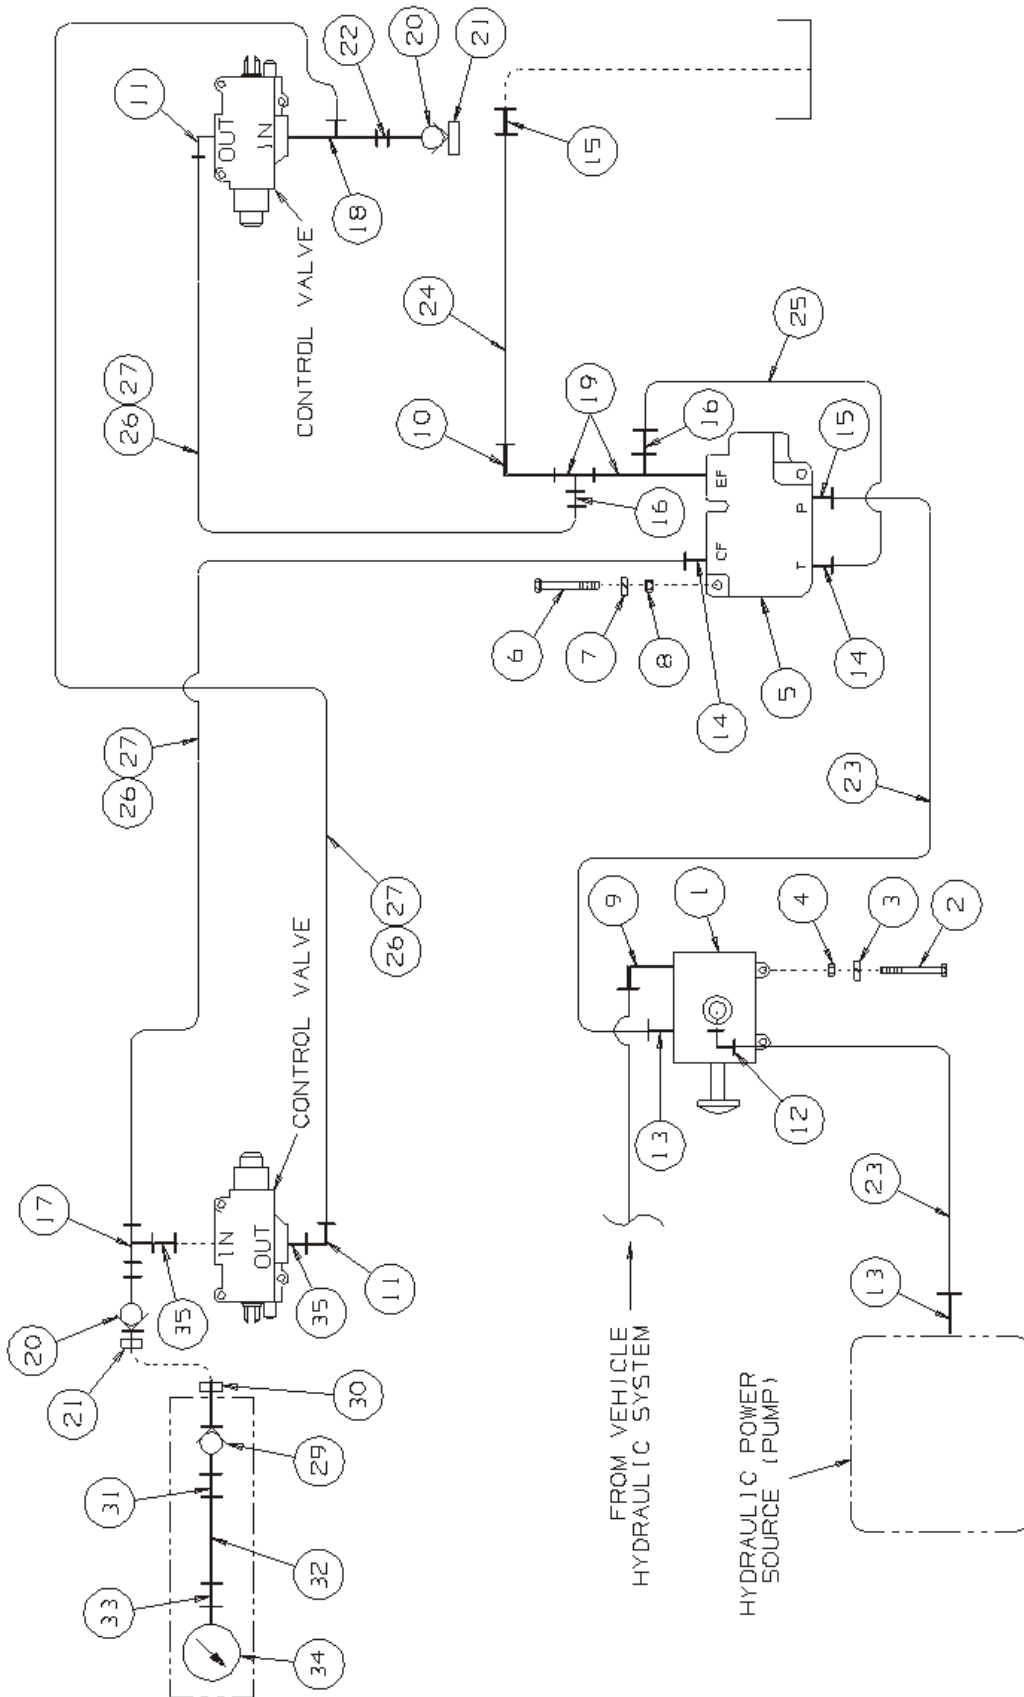 20
21
17
33
31
26 27
26 27
11
35
IN
OUT
OUT
IN
CONTROL VALVE
CONTROL VALVE
34
32
29
30
35
11
26 27
18
22
20
21
10
24
15
6
7
8
14
16
19
16
FROM VEHICLE
HYDRAULIC SYSTEM
13
9
1
CF
EF
T
P
O
5
14
15
25
HYDRAULIC POWER
SOURCE (PUMP)
12
4
3
2
23
13
23